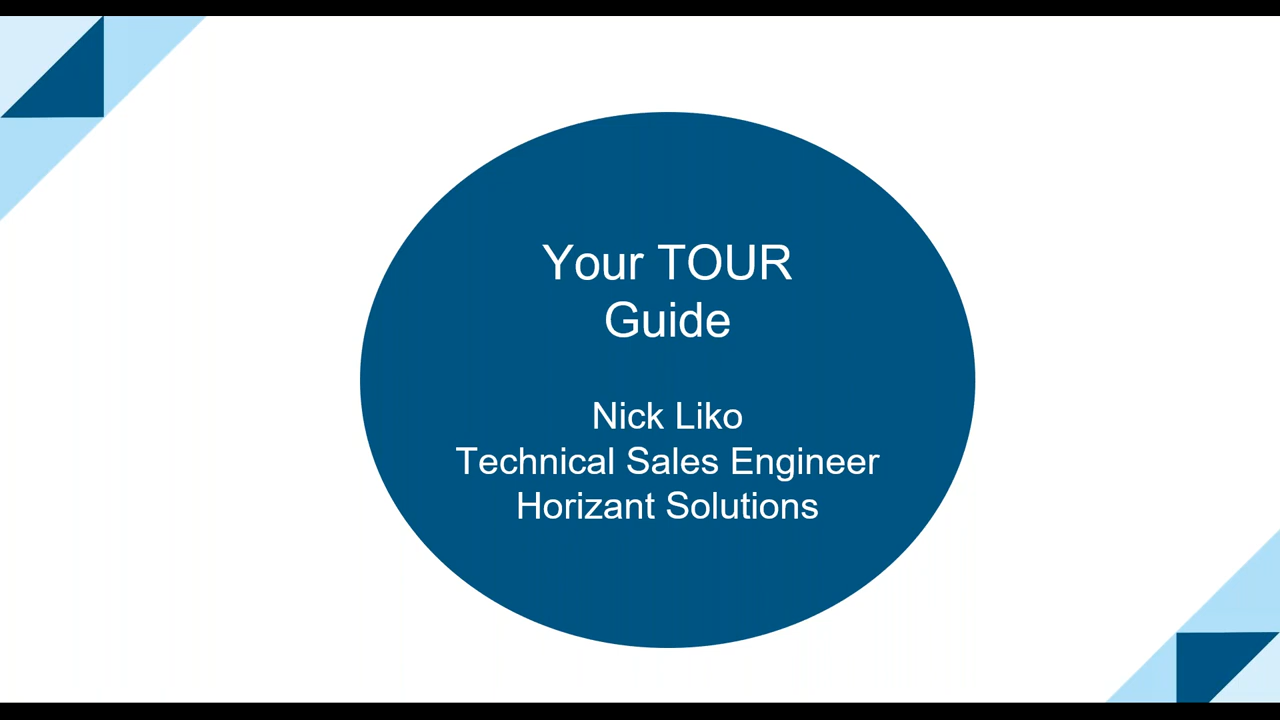 Your TOUR
Guide
Nick Liko
Technical Sales Engineer
Horizant Solutions